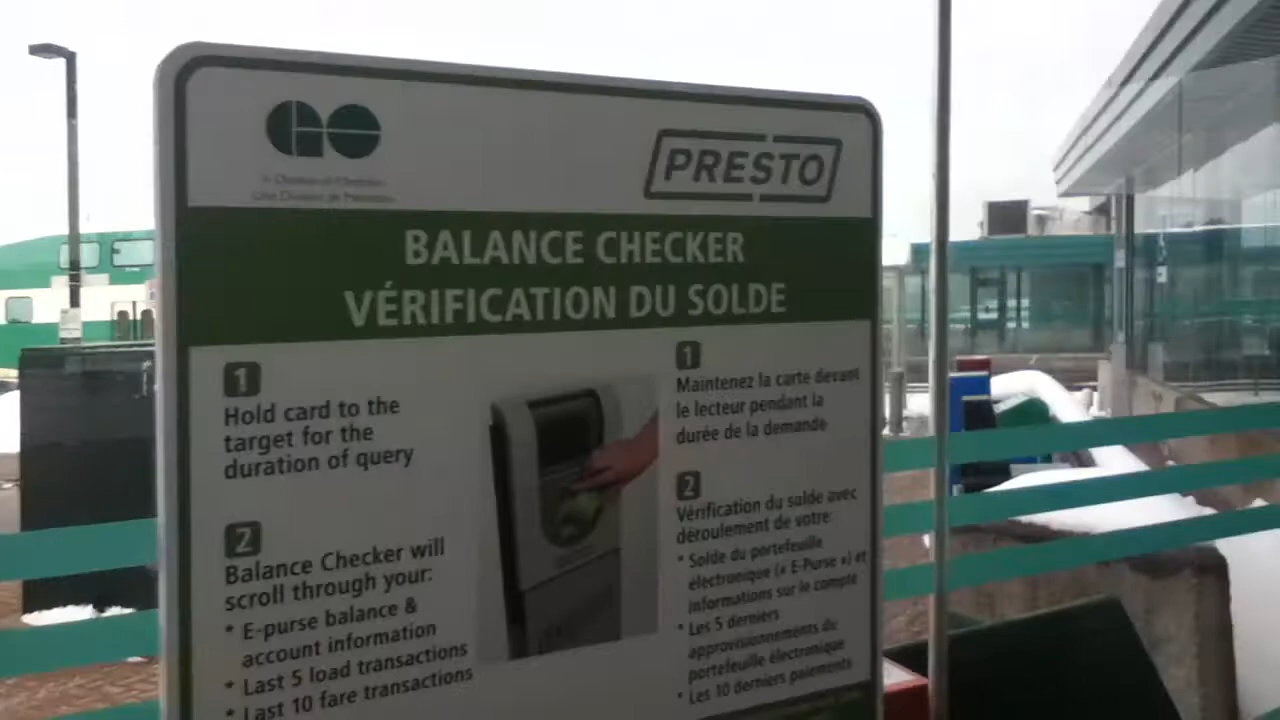 GO
PRESTO
BALANCE CHECKER
VÉRIFICATION DU SOLDE
1
Hold card to the
target for the
duration of query
2
Balance Checker will
scroll through your:
* E-purse balance &
account information
* Last 5 load transactions
* Last 10 fare transactions
1
Maintenez la carte devant
le lecteur pendant la
durée de la demande
2
Vérification du solde avec
déroulement de votre:
* Solde du portefeuille
électronique (« E-Purse ») et
informations sur le compte
* Les 5 derniers
approvisionnements du
portefeuille électronique
* Les 10 derniers paiements